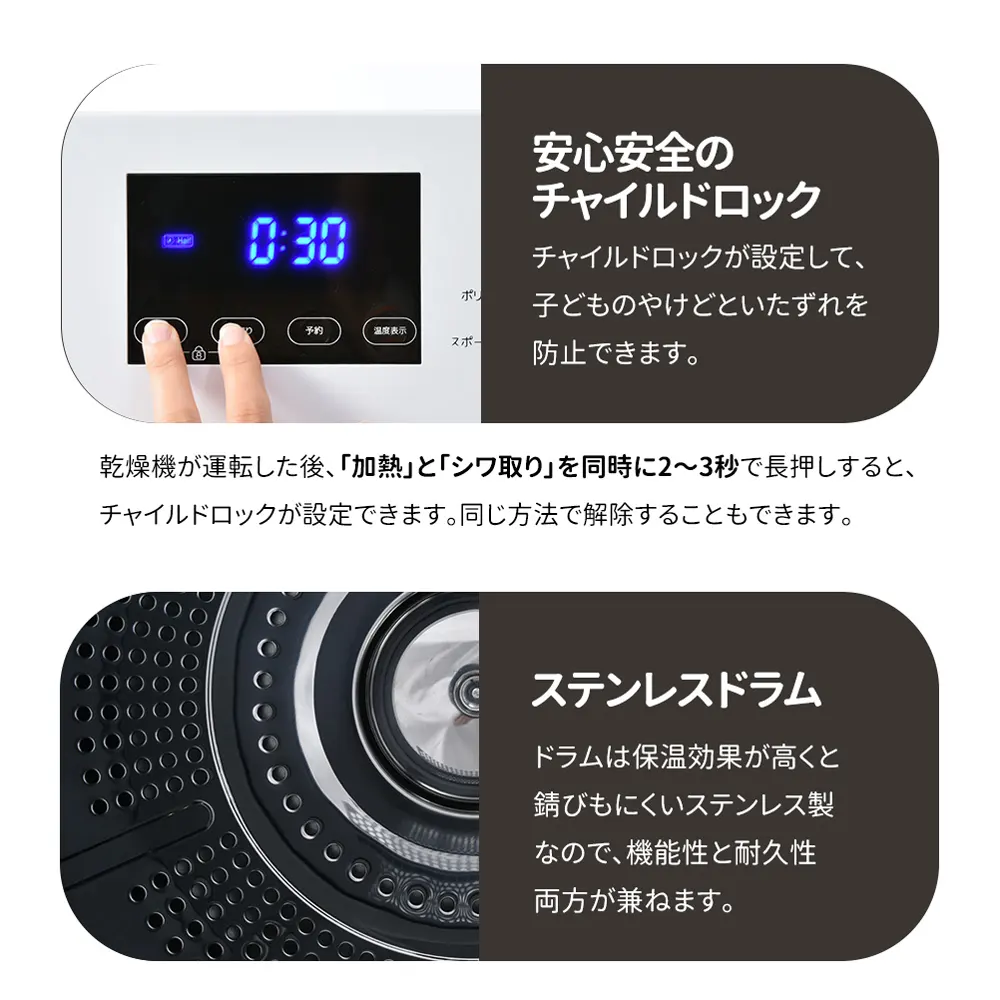 安心安全の
チャイルドロック
チャイルドロックが設定して、
子どものやけどといたずれを
防止できます。
0:30
予約
温度表示
ポリ
スポー
乾燥機が運転した後、「加熱」と「シワ取り」を同時に2〜3秒で長押しすると、
チャイルドロックが設定できます。同じ方法で解除することもできます。
ステンレスドラム
ドラムは保温効果が高くと
錆びもにくいステンレス製
なので、機能性と耐久性
両方が兼ねます。